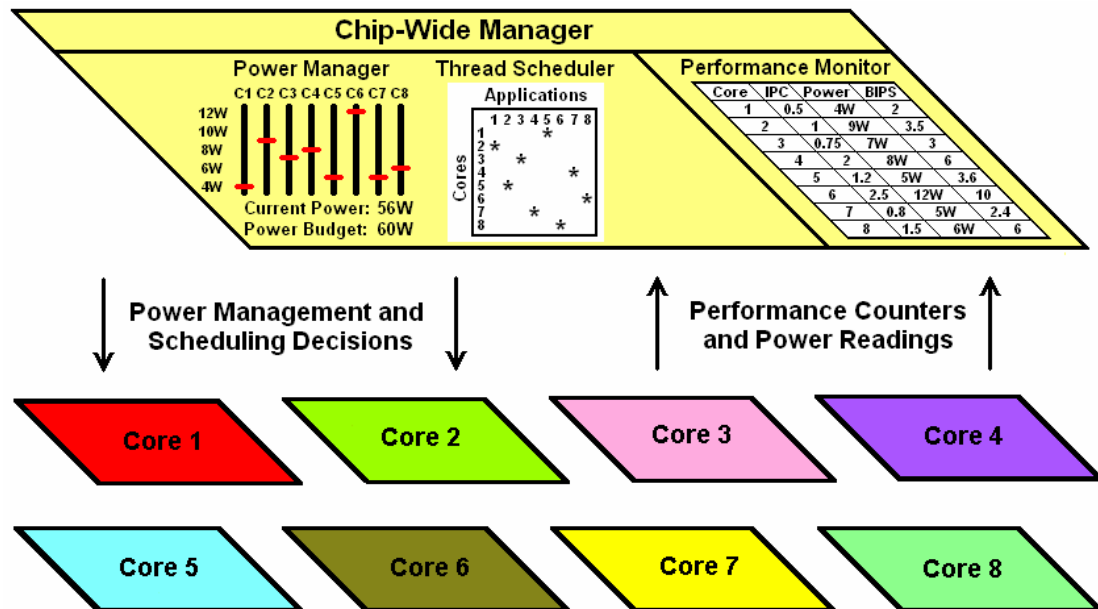 Chip-Wide Manager
Power Manager
C1 C2 C3 C4 C5 C6 C7 C8
12W
10W
8W
6W
4W
Current Power: 56W
Power Budget: 60W
Thread Scheduler
Applications
1 2 3 4 5 6 7 8
Cores
1 *
2 *
3 *
4 *
5 *
6 *
7 *
8 *
Performance Monitor
Core IPC Power BIPS
1 0.5 4W 2
2 1 9W 3.5
3 0.75 7W 3
4 2 8W 6
5 1.2 5W 3.6
6 2.5 12W 10
7 0.8 5W 2.4
8 1.5 6W 6
Power Management and
Scheduling Decisions
Performance Counters
and Power Readings
Core 1
Core 2
Core 3
Core 4
Core 5
Core 6
Core 7
Core 8